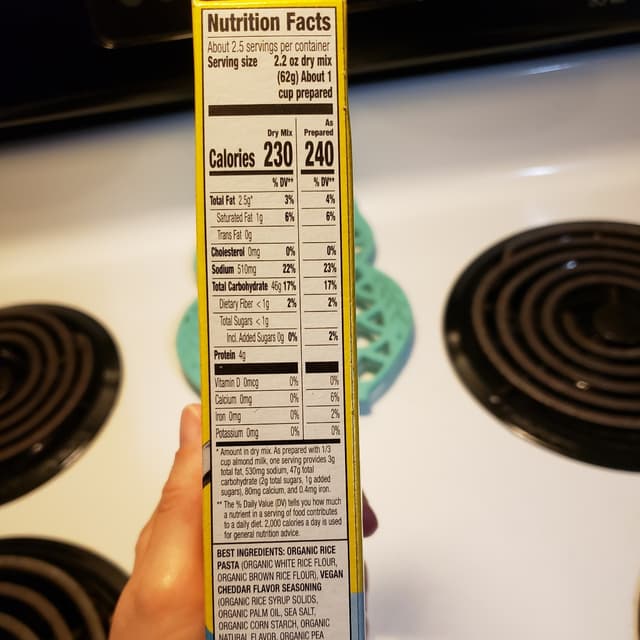 Nutrition Facts
About 2.5 servings per container
Serving size 2.2 oz dry mix
(62g) About 1
cup prepared
Dry Mix As Prepared
Calories 230 240
% DV** % DV**
Total Fat 2.5g* 3% 4%
Saturated Fat 1g 6% 6%
Trans Fat 0g
Cholesterol 0mg 0% 0%
Sodium 510mg 22% 23%
Total Carbohydrate 46g 17% 17%
Dietary Fiber <1g 2% 2%
Total Sugars <1g
Incl. Added Sugars 0g 0% 2%
Protein 4g
Vitamin D 0mcg 0% 0%
Calcium 0mg 0% 6%
Iron 0mg 0% 2%
Potassium 0mg 0% 0%
* Amount in dry mix. As prepared with 1/3
cup almond milk, one serving provides 3g
total fat, 530mg sodium, 47g total
carbohydrate (2g total sugars, 1g added
sugars), 80mg calcium, and 0.4mg iron.
** The % Daily Value (DV) tells you how much
a nutrient in a serving of food contributes
to a daily diet. 2,000 calories a day is used
for general nutrition advice.
BEST INGREDIENTS: ORGANIC RICE
PASTA (ORGANIC WHITE RICE FLOUR,
ORGANIC BROWN RICE FLOUR), VEGAN
CHEDDAR FLAVOR SEASONING
(ORGANIC RICE SYRUP SOLIDS,
ORGANIC PALM OIL, SEA SALT,
ORGANIC CORN STARCH, ORGANIC
NATURAL FLAVOR, ORGANIC PEA